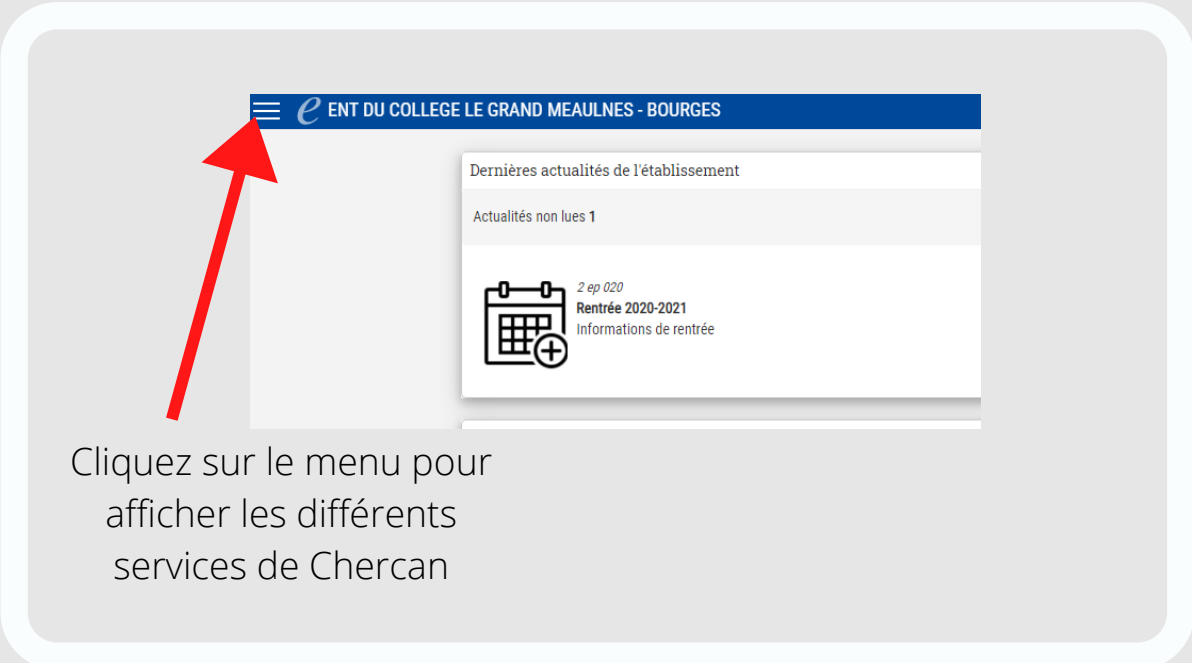 e ENT DU COLLEGE LE GRAND MEAULNES - BOURGES
Dernières actualités de l'établissement
Actualités non lues 1
2 ep 020
Rentrée 2020-2021
Informations de rentrée
Cliquez sur le menu pour
afficher les différents
services de Chercan